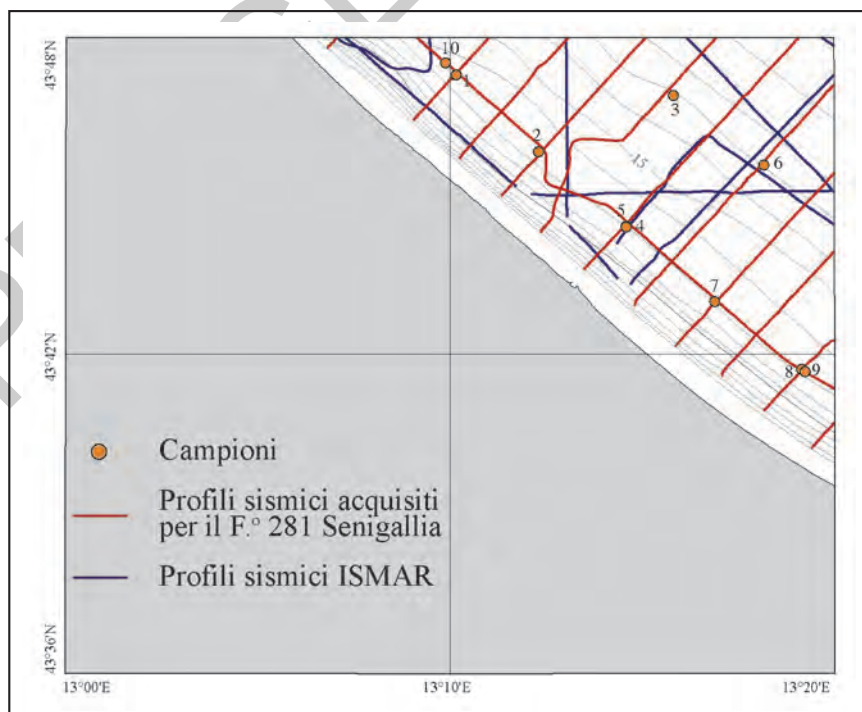 43°48'N
10
1
2
3
-15
6
5
4
7
43°42'N
8
9
Campioni
Profili sismici acquisiti
per il F.° 281 Senigallia
Profili sismici ISMAR
43°36'N
13°00'E
13°10'E
13°20'E